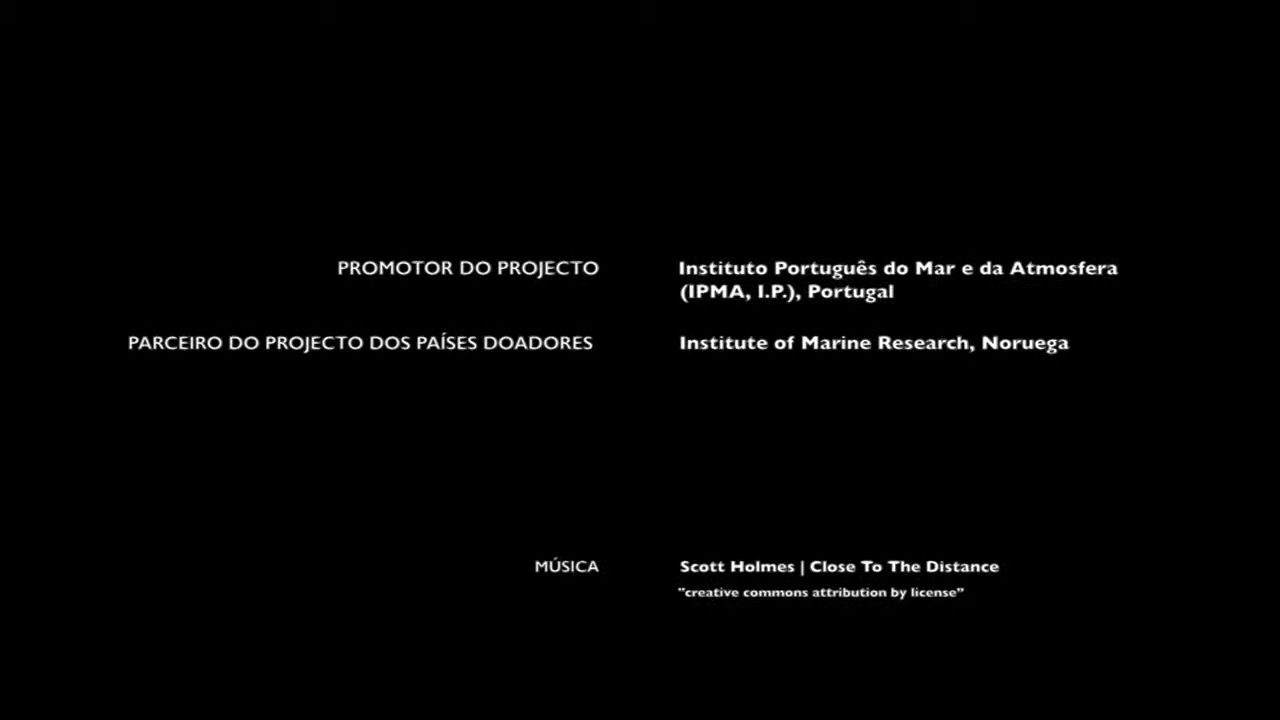 PROMOTOR DO PROJECTO Instituto Português do Mar e da Atmosfera
(IPMA, I.P.), Portugal
PARCEIRO DO PROJECTO DOS PAÍSES DOADORES Institute of Marine Research, Noruega
MÚSICA Scott Holmes | Close To The Distance
"creative commons attribution by license”